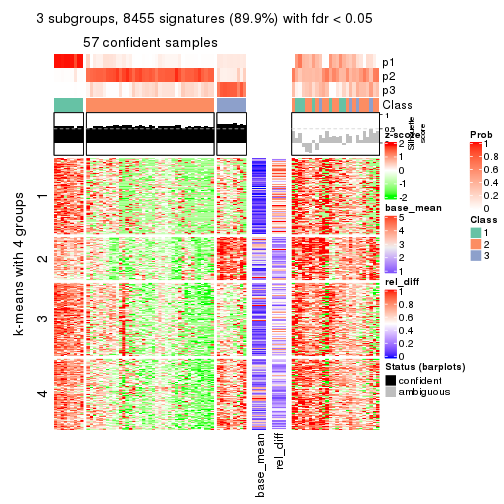 3 subgroups, 8455 signatures (89.9%) with fdr < 0.05
57 confident samples
p1
p2
p3
Class
1
0.5
0
Silhouette
score
k-means with 4 groups
1
2
3
4
base_mean
rel_diff
z-score
2
1
0
-1
-2
base_mean
5
4
3
2
1
rel_diff
1
0.8
0.6
0.4
0.2
0
Status (barplots)
confident
ambiguous
Prob
1
0.8
0.6
0.4
0.2
0
Class
1
2
3